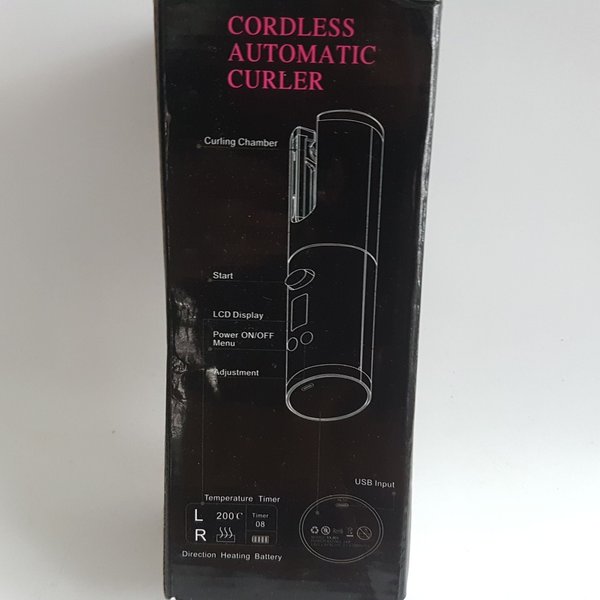 CORDLESS
AUTOMATIC
CURLER
Curling Chamber
Start
LCD Display
Power ON/OFF
Menu
Adjustment
USB Input
Temperature Timer
L 200C Timer
08
R
Direction Heating Battery